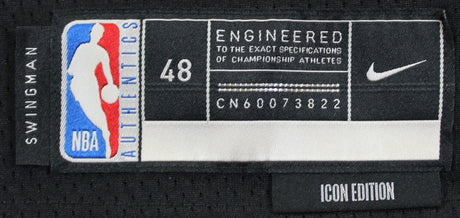 SWINGMAN
NBA
AUTHENTICS
48
ENGINEERED
TO THE EXACT SPECIFICATIONS
OF CHAMPIONSHIP ATHLETES
CN60073822
ICON EDITION